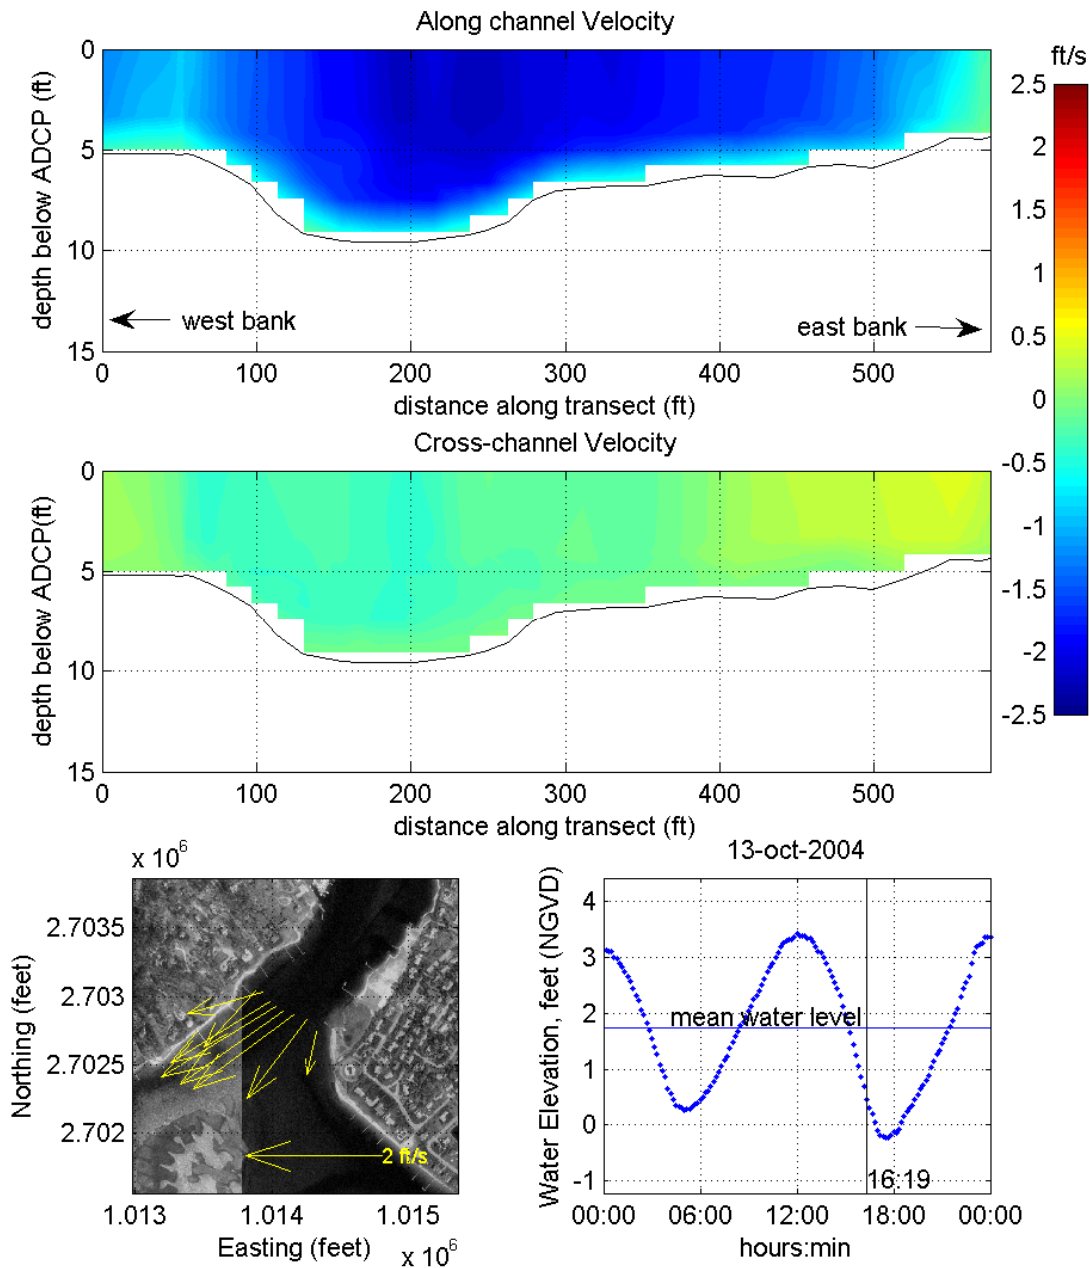 Along channel Velocity
ft/s
0
5
10
15
depth below ADCP (ft)
west bank
east bank
0 100 200 300 400 500
distance along transect (ft)
2.5
2
1.5
1
0.5
0
-0.5
-1
-1.5
-2
-2.5
Cross-channel Velocity
0
5
10
15
depth below ADCP(ft)
0 100 200 300 400 500
distance along transect (ft)
x 10^6
2.7035
2.703
2.7025
2.702
Northing (feet)
2 ft/s
1.013 1.014 1.015
Easting (feet)
x 10^6
13-oct-2004
4
3
2
1
0
-1
Water Elevation, feet (NGVD)
mean water level
16:19
00:00 06:00 12:00 18:00 00:00
hours:min